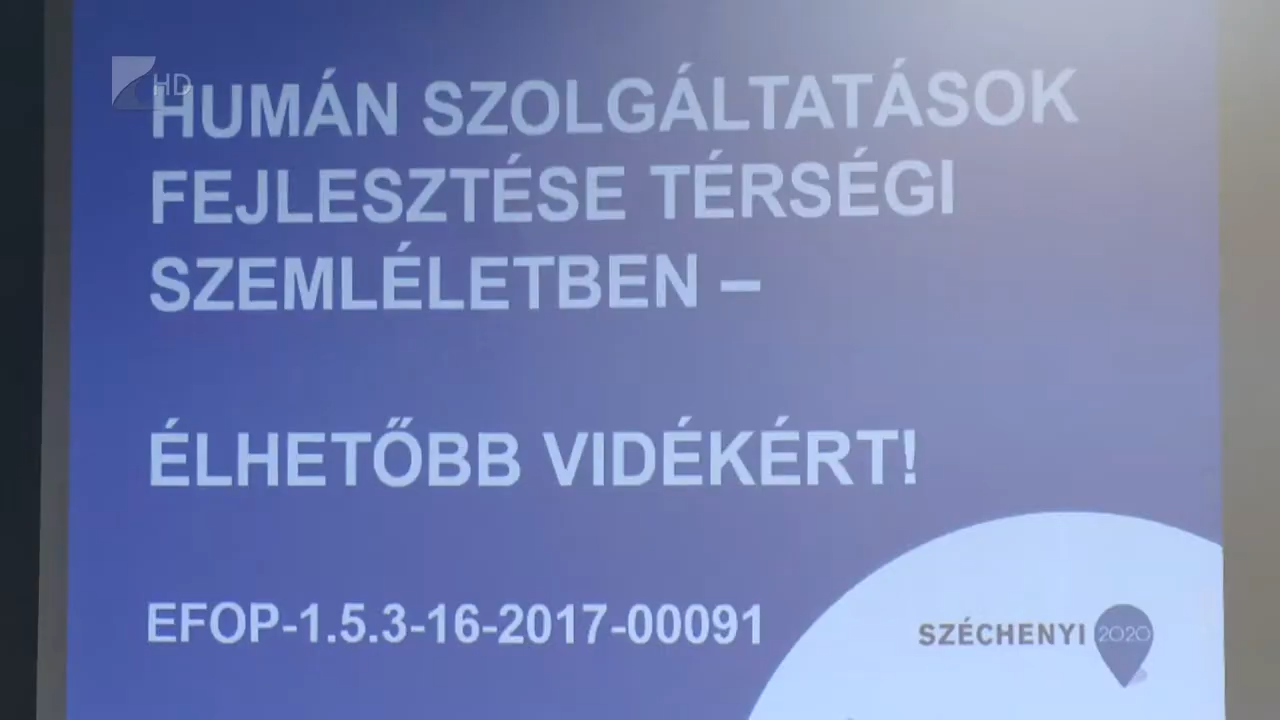 HD
HUMÁN SZOLGÁLTATÁSOK
FEJLESZTÉSE TÉRSÉGI
SZEMLÉLETBEN –
ÉLHETŐBB VIDÉKÉRT!
EFOP-1.5.3-16-2017-00091
SZÉCHENYI 2020